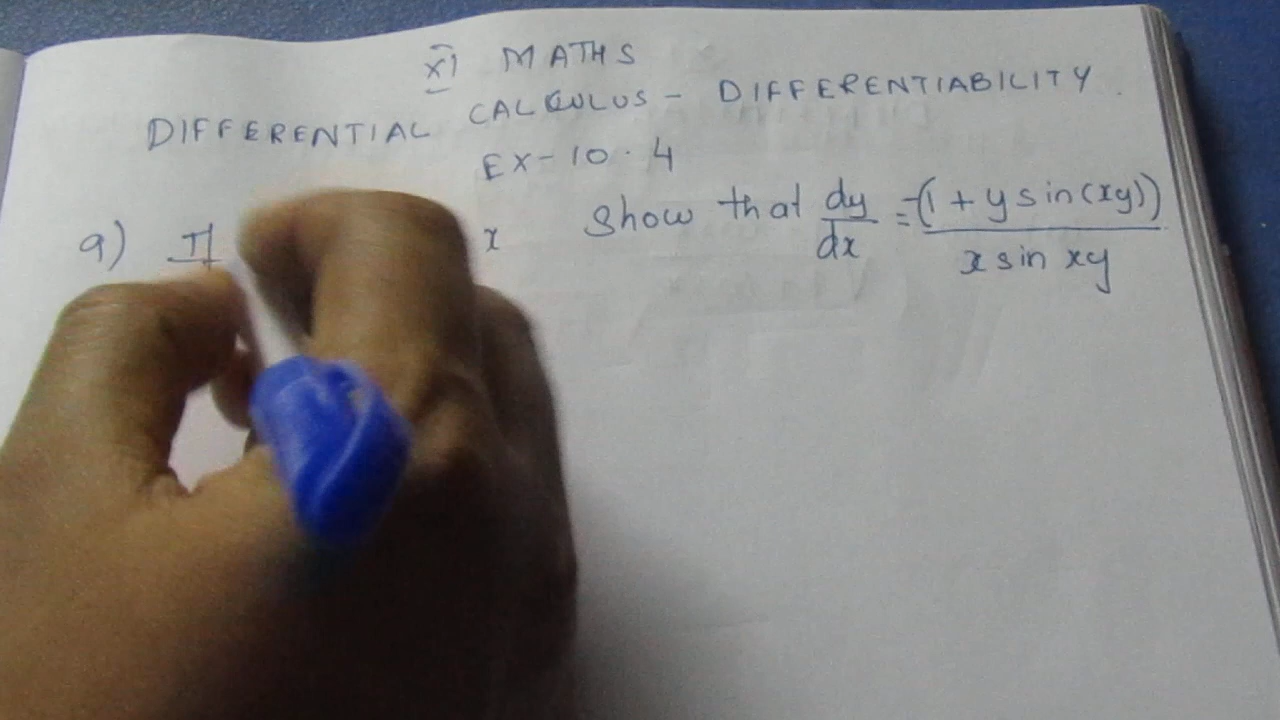 XI MATHS
DIFFERENTIAL CALCULUS - DIFFERENTIABILITY
EX-10.4
9) If x show that dy/dx = -(1 + y sin(xy)) / x sin xy